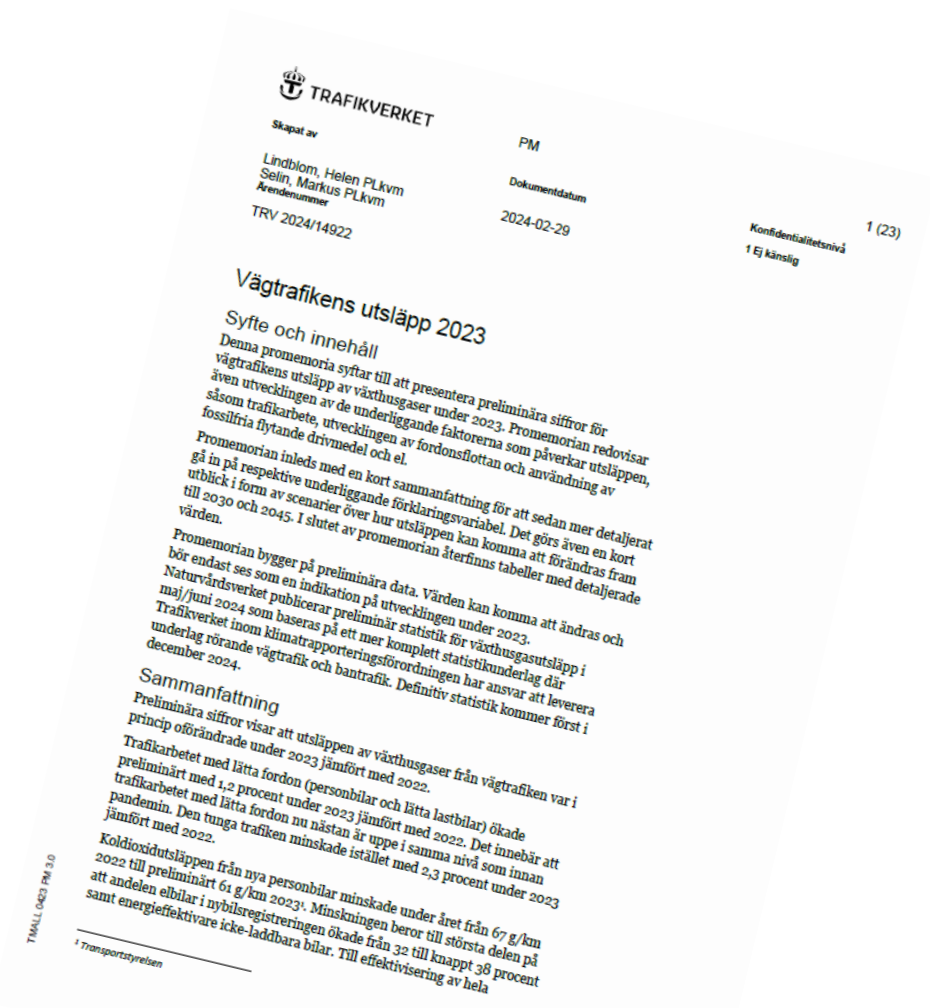 TRAFIKVERKET
PM
1 (23)
Skapat av
Lindblom, Helen PLkvm
Selin, Markus PLkvm
Ärendenummer
TRV 2024/14922
Dokumentdatum
2024-02-29
Konfidentialitetsnivå
1 Ej känslig
Vägtrafikens utsläpp 2023
Syfte och innehåll
Denna promemoria syftar till att presentera preliminära siffror för
vägtrafikens utsläpp av växthusgaser under 2023. Promemorian redovisar
även utvecklingen av de underliggande faktorerna som påverkar utsläppen,
såsom trafikarbete, utvecklingen av fordonsflottan och användning av
fossilfria flytande drivmedel och el.
Promemorian inleds med en kort sammanfattning för att sedan mer detaljerat
gå in på respektive underliggande förklaringsvariabel. Det görs även en kort
utblick i form av scenarier över hur utsläppen kan komma att förändras fram
till 2030 och 2045. I slutet av promemorian återfinns tabeller med detaljerade
värden.
Promemorian bygger på preliminära data. Värden kan komma att ändras och
bör endast ses som en indikation på utvecklingen under 2023.
Naturvårdsverket publicerar preliminär statistik för växthusgasutsläpp i
maj/juni 2024 som baseras på ett mer komplett statistikunderlag där
Trafikverket inom klimatrapporteringsförordningen har ansvar att leverera
underlag rörande vägtrafik och bantrafik. Definitiv statistik kommer först i
december 2024.
Sammanfattning
Preliminära siffror visar att utsläppen av växthusgaser från vägtrafiken var i
princip oförändrade under 2023 jämfört med 2022.
Trafikarbetet med lätta fordon (personbilar och lätta lastbilar) ökade
preliminärt med 1,2 procent under 2023 jämfört med 2022. Det innebär att
trafikarbetet med lätta fordon nu nästan är uppe i samma nivå som innan
pandemin. Den tunga trafiken minskade istället med 2,3 procent under 2023
jämfört med 2022.
Koldioxidutsläppen från nya personbilar minskade under året från 67 g/km
2022 till preliminärt 61 g/km 2023¹. Minskningen beror till största delen på
att andelen elbilar i nybilsregistreringen ökade från 32 till knappt 38 procent
samt energieffektivare icke-laddbara bilar. Till effektivisering av hela
¹ Transportstyrelsen
TMALL 0423 PM 3.0